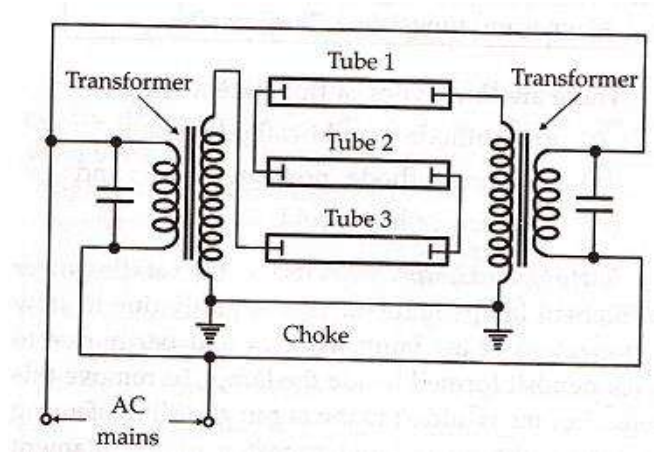 Transformer
Tube 1
Transformer
Tube 2
Tube 3
Choke
AC
mains